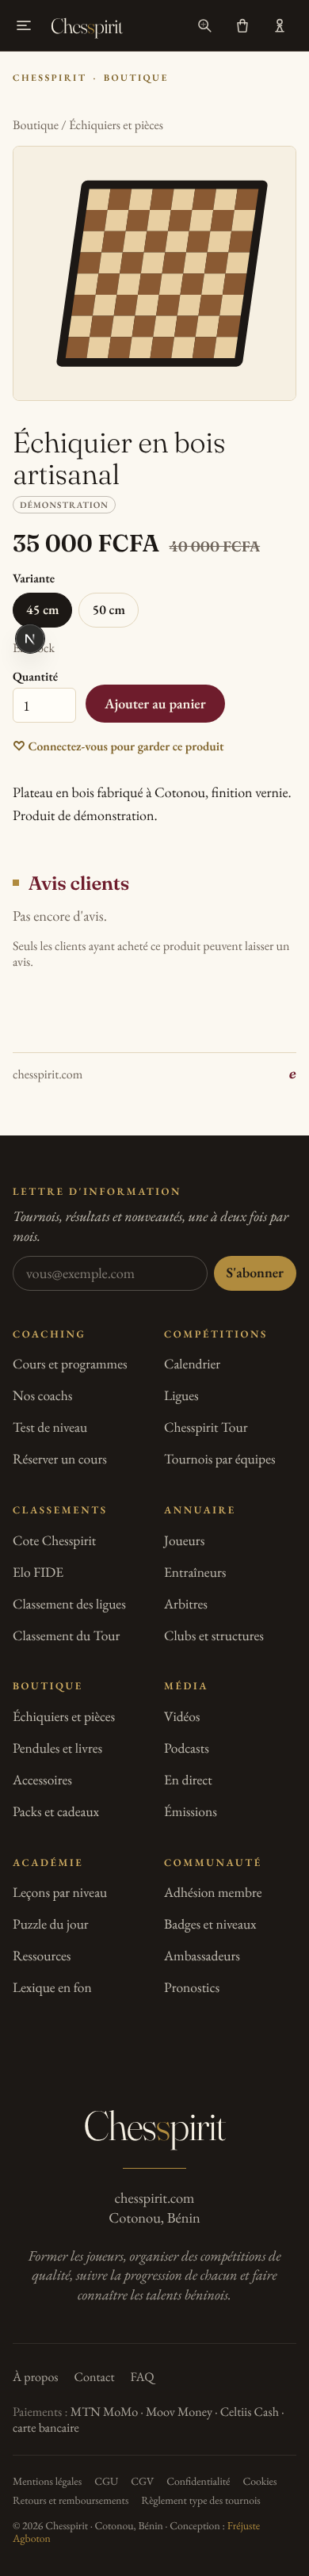 Chesspirit
CHESSPIRIT · BOUTIQUE
Boutique / Échiquiers et pièces
Échiquier en bois
artisanal
DÉMONSTRATION
35 000 FCFA 40 000 FCFA
Variante
45 cm 50 cm
N
Quantité
1 Ajouter au panier
Connectez-vous pour garder ce produit
Plateau en bois fabriqué à Cotonou, finition vernie.
Produit de démonstration.
Avis clients
Pas encore d'avis.
Seuls les clients ayant acheté ce produit peuvent laisser un
avis.
chesspirit.com e
LETTRE D'INFORMATION
Tournois, résultats et nouveautés, une à deux fois par
mois.
vous@exemple.com S'abonner
COACHING
Cours et programmes
Nos coachs
Test de niveau
Réserver un cours
COMPÉTITIONS
Calendrier
Ligues
Chesspirit Tour
Tournois par équipes
CLASSEMENTS
Cote Chesspirit
Elo FIDE
Classement des ligues
Classement du Tour
ANNUAIRE
Joueurs
Entraîneurs
Arbitres
Clubs et structures
BOUTIQUE
Échiquiers et pièces
Pendules et livres
Accessoires
Packs et cadeaux
MÉDIA
Vidéos
Podcasts
En direct
Émissions
ACADÉMIE
Leçons par niveau
Puzzle du jour
Ressources
Lexique en fon
COMMUNAUTÉ
Adhésion membre
Badges et niveaux
Ambassadeurs
Pronostics
Chesspirit
chesspirit.com
Cotonou, Bénin
Former les joueurs, organiser des compétitions de
qualité, suivre la progression de chacun et faire
connaître les talents béninois.
À propos Contact FAQ
Paiements : MTN MoMo · Moov Money · Celtiis Cash ·
carte bancaire
Mentions légales CGU CGV Confidentialité Cookies
Retours et remboursements Règlement type des tournois
© 2026 Chesspirit · Cotonou, Bénin · Conception : Fréjuste
Agboton